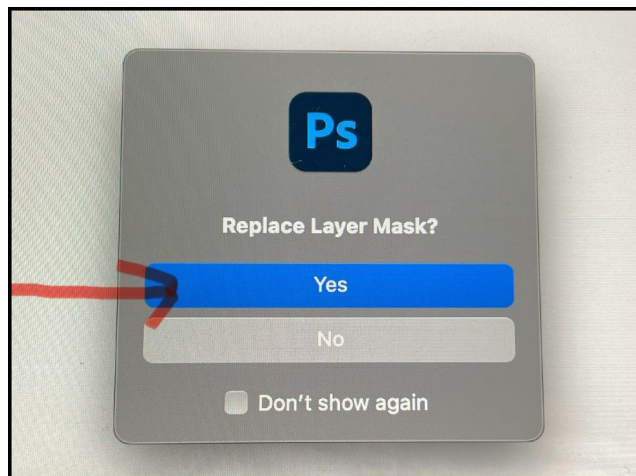 Ps
Replace Layer Mask?
Yes
No
Don't show again